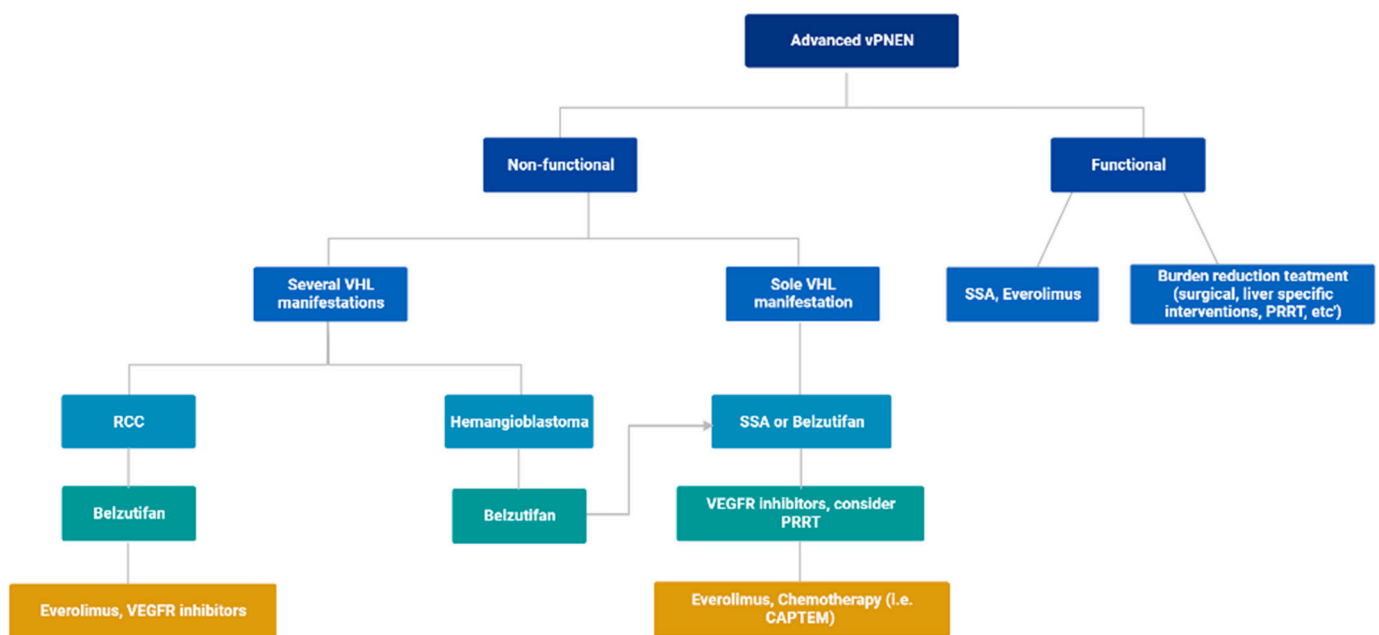 Advanced vPNEN
Non-functional
Functional
Several VHL
manifestations
Sole VHL
manifestation
SSA, Everolimus
Burden reduction teatment
(surgical, liver specific
interventions, PRRT, etc')
RCC
Hemangioblastoma
SSA or Belzutifan
Belzutifan
Belzutifan
VEGFR inhibitors, consider
PRRT
Everolimus, VEGFR inhibitors
Everolimus, Chemotherapy (i.e.
CAPTEM)